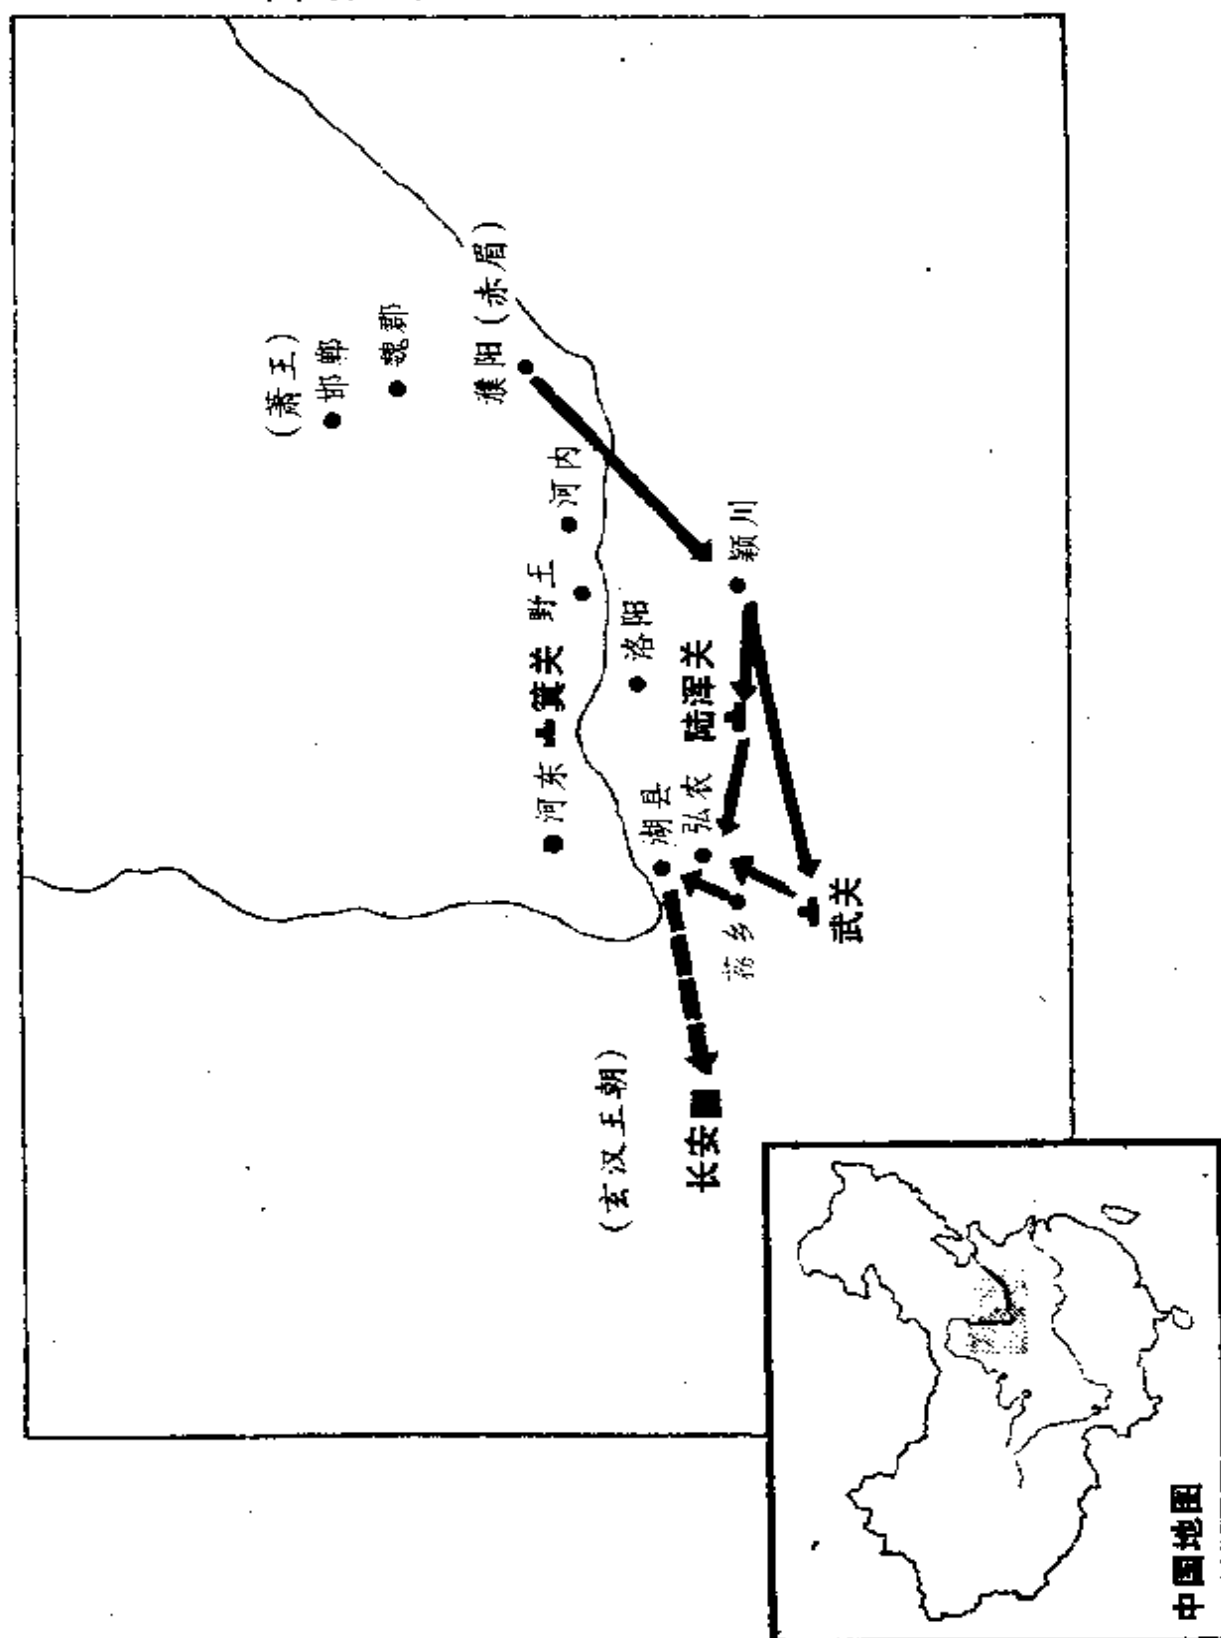 (萧王)
邯郸
魏郡
濮阳(赤眉)
河内
野王
箕关
河东
洛阳
颍川
陆浑关
湖县
弘农
武关
乡
(玄汉王朝)
长安
中国地图